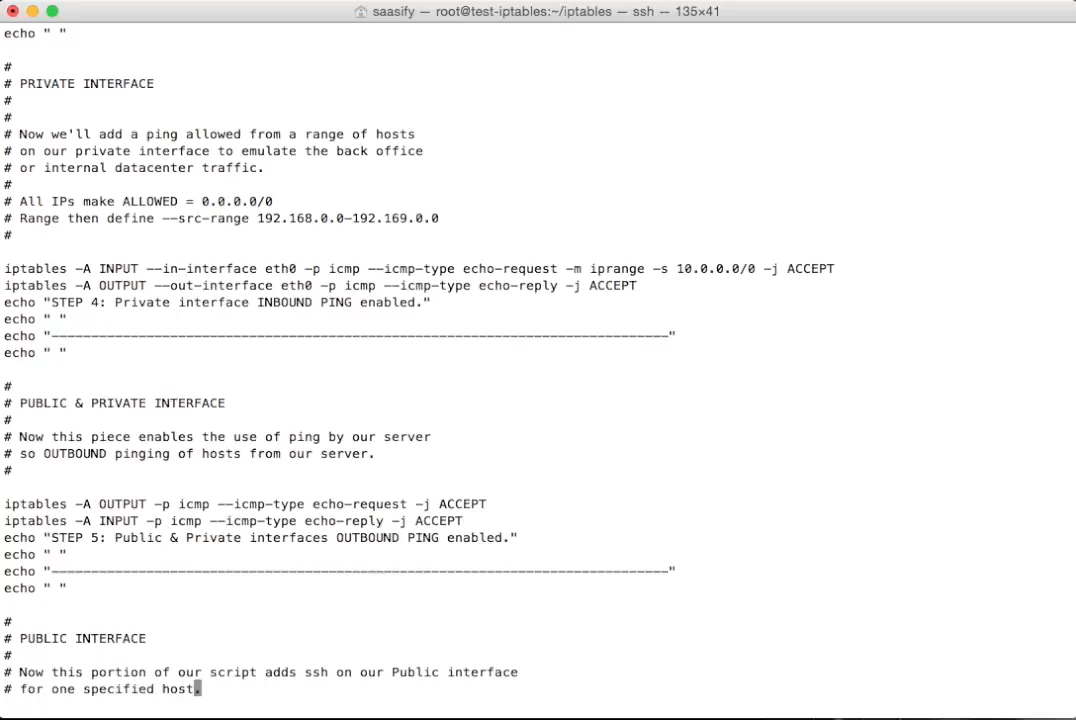 saasify — root@test-iptables:~/iptables — ssh — 135×41
echo " "
#
# PRIVATE INTERFACE
#
#
# Now we'll add a ping allowed from a range of hosts
# on our private interface to emulate the back office
# or internal datacenter traffic.
#
# All IPs make ALLOWED = 0.0.0.0/0
# Range then define --src-range 192.168.0.0-192.169.0.0
#
iptables -A INPUT --in-interface eth0 -p icmp --icmp-type echo-request -m iprange -s 10.0.0.0/0 -j ACCEPT
iptables -A OUTPUT --out-interface eth0 -p icmp --icmp-type echo-reply -j ACCEPT
echo "STEP 4: Private interface INBOUND PING enabled."
echo " "
echo "------------------------------------------------------------------------------"
echo " "
#
# PUBLIC & PRIVATE INTERFACE
#
# Now this piece enables the use of ping by our server
# so OUTBOUND pinging of hosts from our server.
#
iptables -A OUTPUT -p icmp --icmp-type echo-request -j ACCEPT
iptables -A INPUT -p icmp --icmp-type echo-reply -j ACCEPT
echo "STEP 5: Public & Private interfaces OUTBOUND PING enabled."
echo " "
echo "------------------------------------------------------------------------------"
echo " "
#
# PUBLIC INTERFACE
#
# Now this portion of our script adds ssh on our Public interface
# for one specified host.